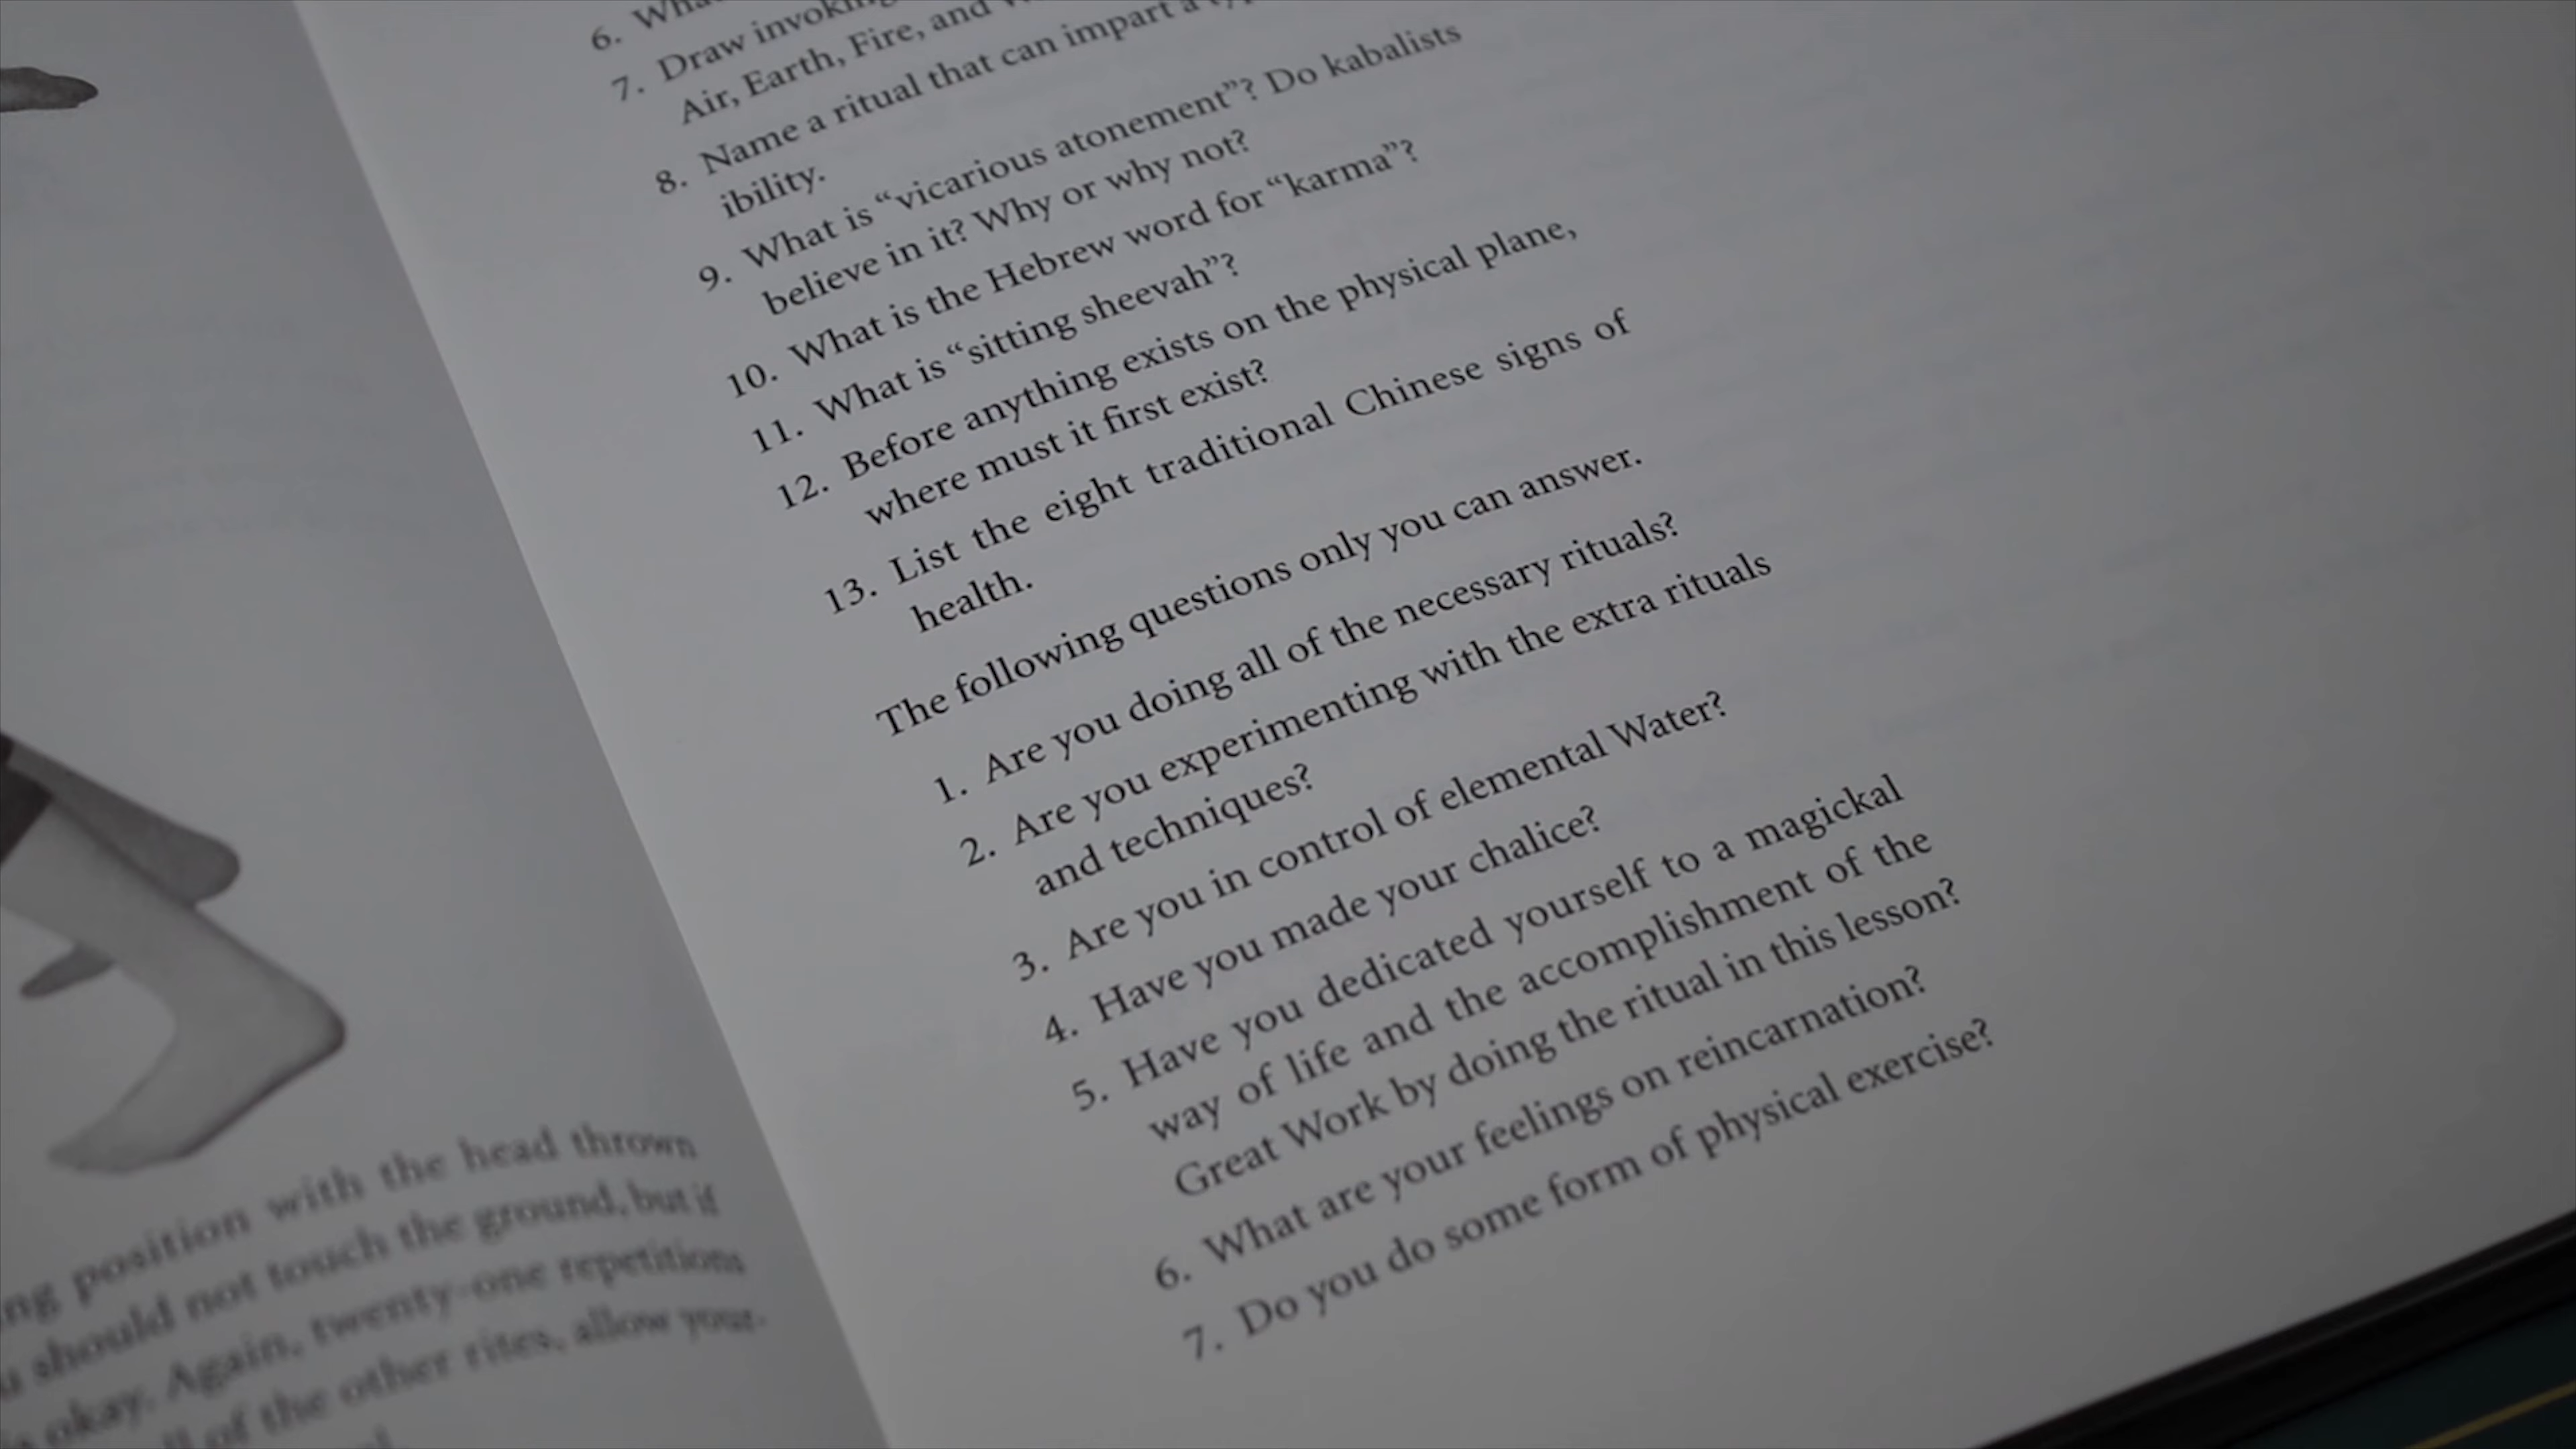 ng position with the head thrown
should not touch the ground, but if
okay. Again, twenty-one repetitions
of the other rites, allow your-
6.
7. Draw invoking
Air, Earth, Fire, and
8. Name a ritual that can impart a
ibility.
9. What is “vicarious atonement”? Do kabalists
believe in it? Why or why not?
10. What is the Hebrew word for “karma”?
11. What is “sitting sheevah”?
12. Before anything exists on the physical plane,
where must it first exist?
13. List the eight traditional Chinese signs of
health.
The following questions only you can answer.
1. Are you doing all of the necessary rituals?
2. Are you experimenting with the extra rituals
and techniques?
3. Are you in control of elemental Water?
4. Have you made your chalice?
5. Have you dedicated yourself to a magickal
way of life and the accomplishment of the
Great Work by doing the ritual in this lesson?
6. What are your feelings on reincarnation?
7. Do you do some form of physical exercise?